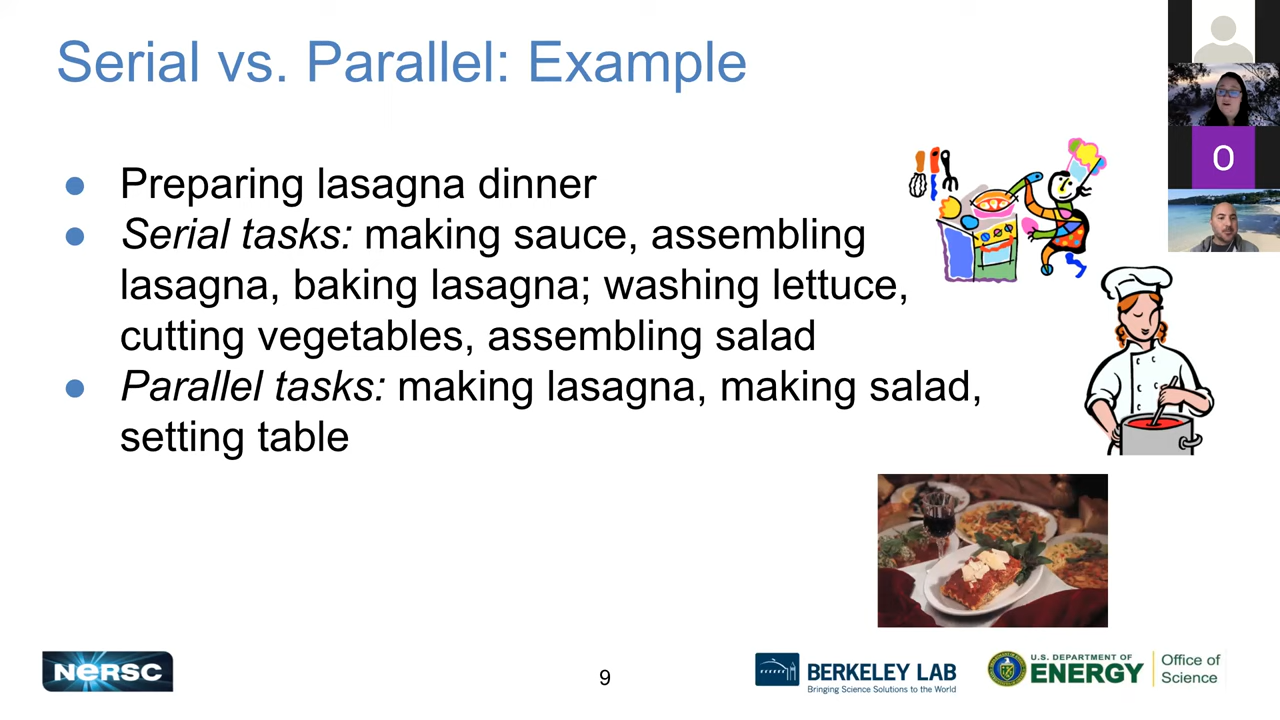 Serial vs. Parallel: Example
● Preparing lasagna dinner
● Serial tasks: making sauce, assembling
lasagna, baking lasagna; washing lettuce,
cutting vegetables, assembling salad
● Parallel tasks: making lasagna, making salad,
setting table
O
NERSC
9
BERKELEY LAB
Bringing Science Solutions to the World
U.S. DEPARTMENT OF
ENERGY
Office of
Science